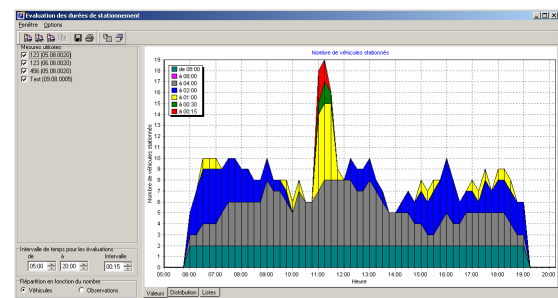 Evaluation des durées de stationnement
Fenêtre Options
Mesures utilisées
123 (05.08.0020)
123 (06.08.0020)
456 (05.08.0020)
Test (09.08.0005)
Intervalle de temps pour les évaluations
de à Intervalle
05:00 20:00 00:15
Répartition en fonction du nombre
Véhicules Observations
Nombre de véhicules stationnés
Nombre de véhicules stationnés
19
18
17
16
15
14
13
12
11
10
9
8
7
6
5
4
3
2
1
0
de 08:00
à 08:00
à 04:00
à 02:00
à 01:00
à 00:30
à 00:15
05:00 06:00 07:00 08:00 09:00 10:00 11:00 12:00 13:00 14:00 15:00 16:00 17:00 18:00 19:00 20:00
Heure
Valeurs Distribution Listes